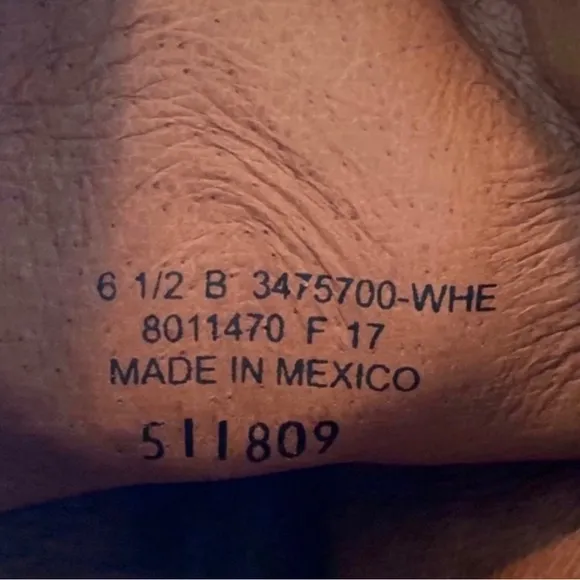 6 1/2 B 3475700-WHE
8011470 F 17
MADE IN MEXICO
511809